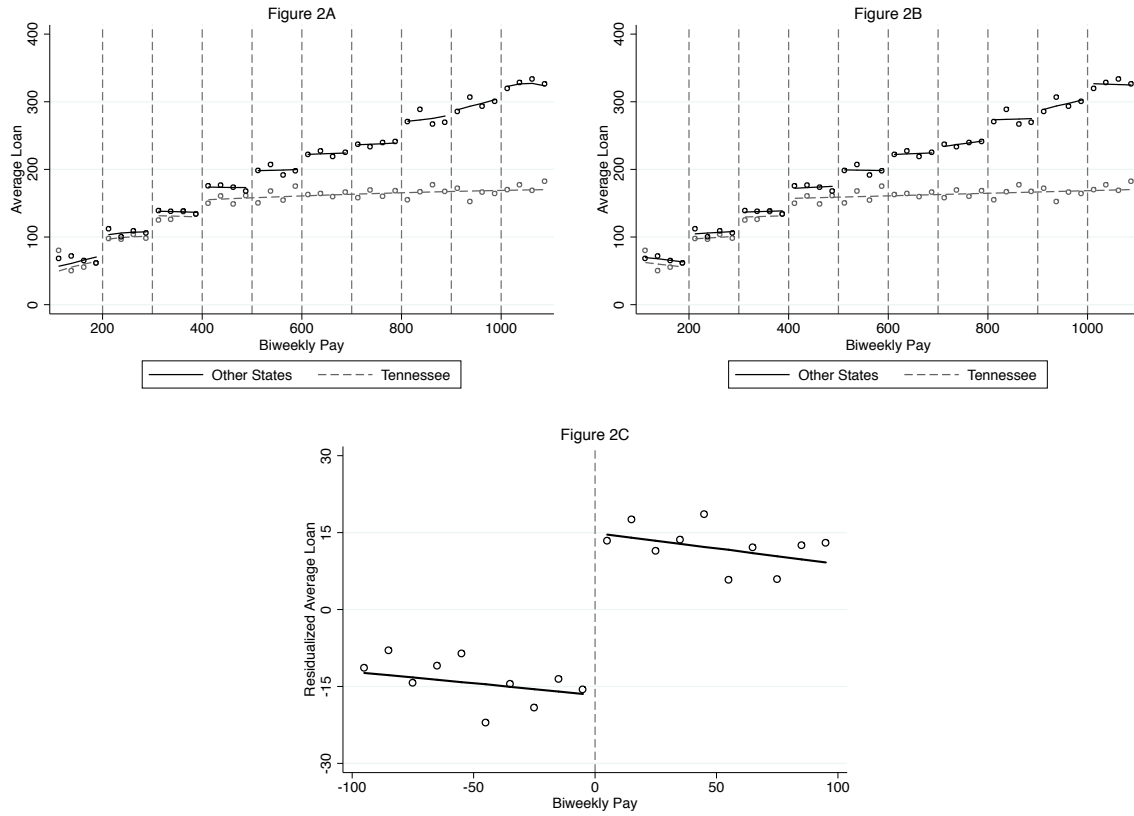 Figure 2A
Average Loan
400
300
200
100
0
200
400
600
800
1000
Biweekly Pay
Other States
Tennessee
Figure 2B
Average Loan
400
300
200
100
0
200
400
600
800
1000
Biweekly Pay
Other States
Tennessee
Figure 2C
Residualized Average Loan
30
15
0
-15
-30
-100
-50
0
50
100
Biweekly Pay